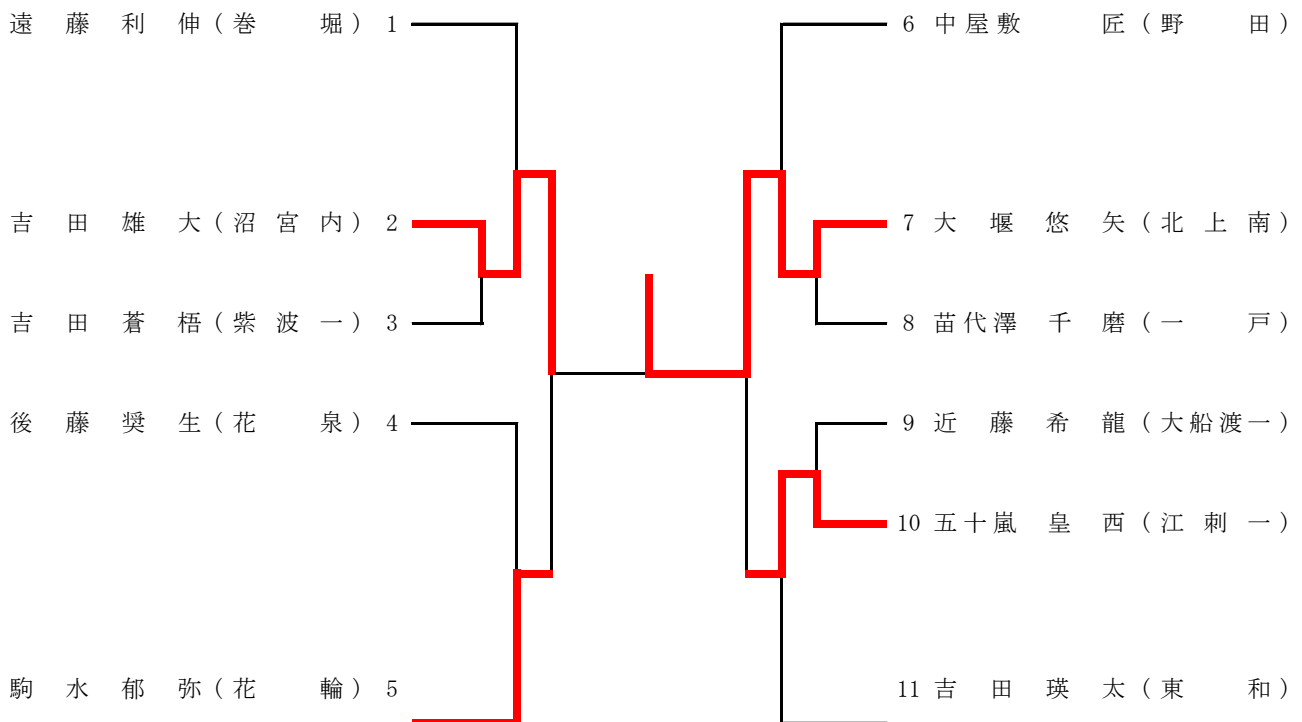 遠藤利伸(巻堀) 1
吉田雄大(沼宮内) 2
吉田蒼梧(紫波一) 3
後藤奨生(花泉) 4
駒水郁弥(花輪) 5
6 中屋敷匠(野田)
7 大堰悠矢(北上南)
8 苗代澤千磨(一戸)
9 近藤希龍(大船渡一)
10 五十嵐皇西(江刺一)
11 吉田瑛太(東和)